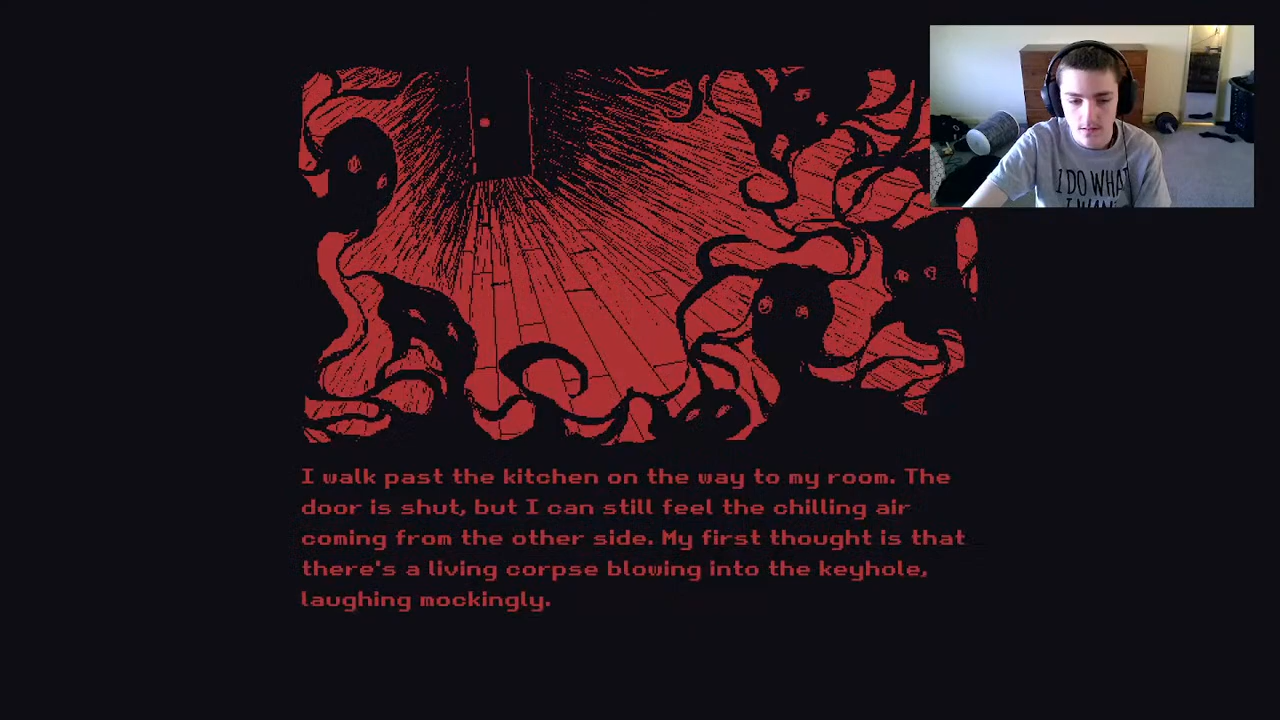 I DO WHAT
I WANT
I walk past the kitchen on the way to my room. The
door is shut, but I can still feel the chilling air
coming from the other side. My first thought is that
there's a living corpse blowing into the keyhole,
laughing mockingly.